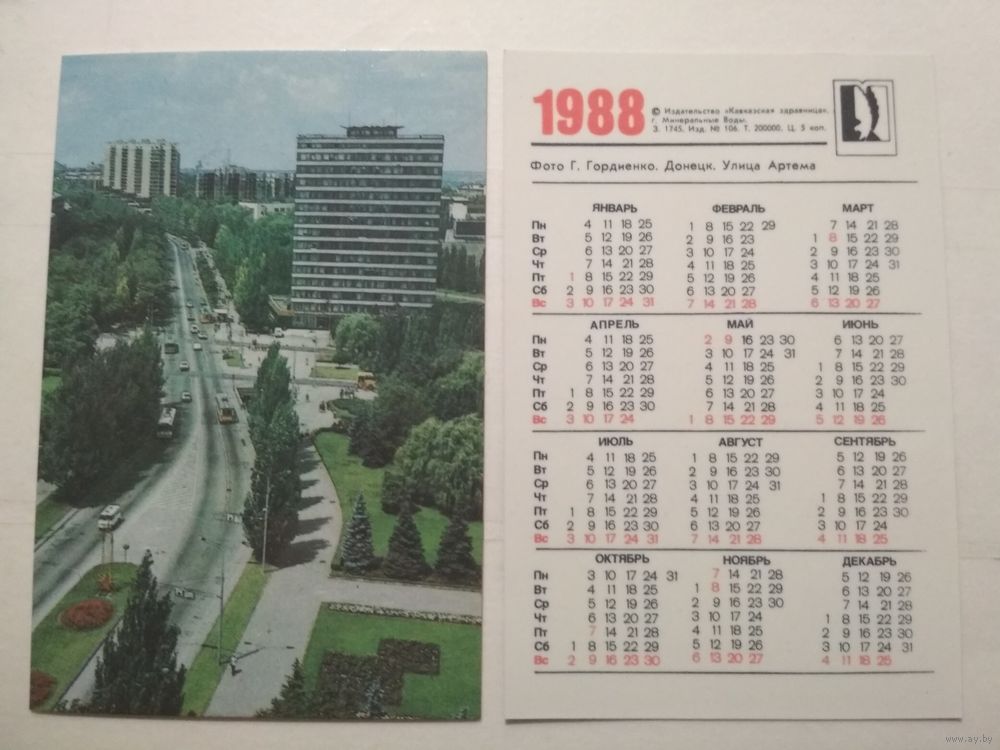 1988
© Издательство «Кавказская здравница»,
г. Минеральные Воды.
З. 1745. Изд. № 106. Т. 200000. Ц. 5 коп.
Фото Г. Гордиенко. Донецк. Улица Артема
ЯНВАРЬ ФЕВРАЛЬ МАРТ
Пн 4 11 18 25 1 8 15 22 29 7 14 21 28
Вт 5 12 19 26 2 9 16 23 1 8 15 22 29
Ср 6 13 20 27 3 10 17 24 2 9 16 23 30
Чт 7 14 21 28 4 11 18 25 3 10 17 24 31
Пт 1 8 15 22 29 5 12 19 26 4 11 18 25
Сб 2 9 16 23 30 6 13 20 27 5 12 19 26
Вс 3 10 17 24 31 7 14 21 28 6 13 20 27
АПРЕЛЬ МАЙ ИЮНЬ
Пн 4 11 18 25 2 9 16 23 30 6 13 20 27
Вт 5 12 19 26 3 10 17 24 31 7 14 21 28
Ср 6 13 20 27 4 11 18 25 1 8 15 22 29
Чт 7 14 21 28 5 12 19 26 2 9 16 23 30
Пт 1 8 15 22 29 6 13 20 27 3 10 17 24
Сб 2 9 16 23 30 7 14 21 28 4 11 18 25
Вс 3 10 17 24 1 8 15 22 29 5 12 19 26
ИЮЛЬ АВГУСТ СЕНТЯБРЬ
Пн 4 11 18 25 1 8 15 22 29 5 12 19 26
Вт 5 12 19 26 2 9 16 23 30 6 13 20 27
Ср 6 13 20 27 3 10 17 24 31 7 14 21 28
Чт 7 14 21 28 4 11 18 25 1 8 15 22 29
Пт 1 8 15 22 29 5 12 19 26 2 9 16 23 30
Сб 2 9 16 23 30 6 13 20 27 3 10 17 24
Вс 3 10 17 24 31 7 14 21 28 4 11 18 25
ОКТЯБРЬ НОЯБРЬ ДЕКАБРЬ
Пн 3 10 17 24 31 7 14 21 28 5 12 19 26
Вт 4 11 18 25 1 8 15 22 29 6 13 20 27
Ср 5 12 19 26 2 9 16 23 30 7 14 21 28
Чт 6 13 20 27 3 10 17 24 1 8 15 22 29
Пт 7 14 21 28 4 11 18 25 2 9 16 23 30
Сб 1 8 15 22 29 5 12 19 26 3 10 17 24 31
Вс 2 9 16 23 30 6 13 20 27 4 11 18 25
www.ay.by